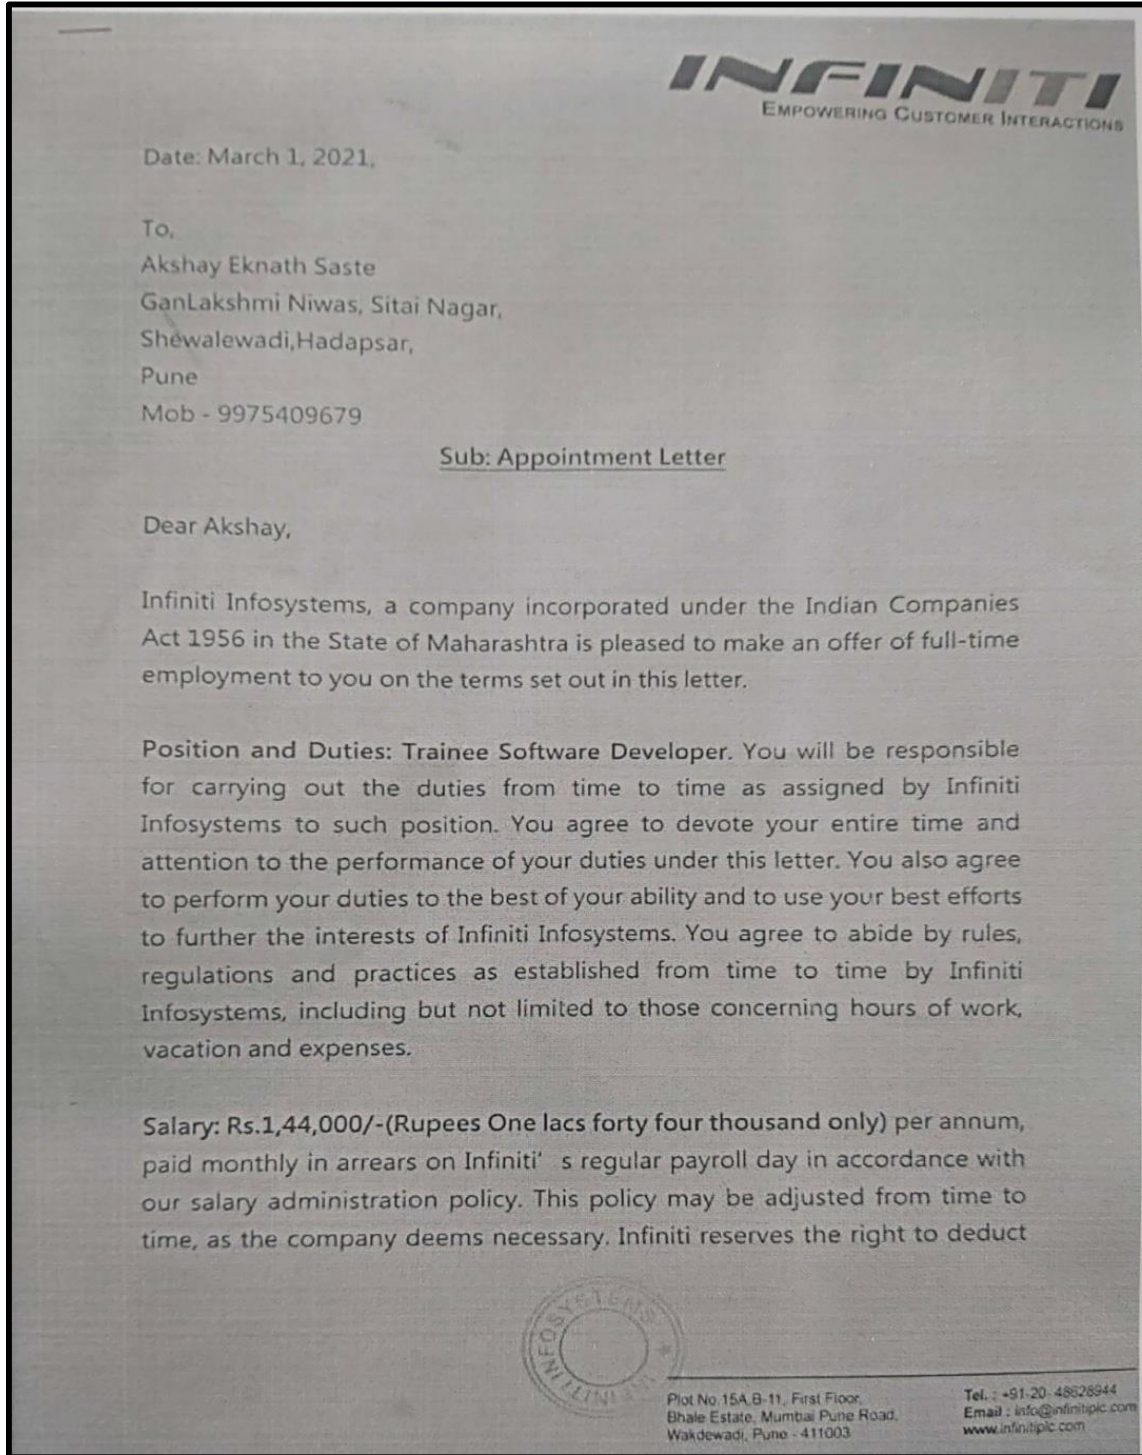 INFINITI
EMPOWERING CUSTOMER INTERACTIONS
Date: March 1, 2021,
To,
Akshay Eknath Saste
GanLakshmi Niwas, Sitai Nagar,
Shewalewadi,Hadapsar,
Pune
Mob - 9975409679
Sub: Appointment Letter
Dear Akshay,
Infiniti Infosystems, a company incorporated under the Indian Companies
Act 1956 in the State of Maharashtra is pleased to make an offer of full-time
employment to you on the terms set out in this letter.
Position and Duties: Trainee Software Developer. You will be responsible
for carrying out the duties from time to time as assigned by Infiniti
Infosystems to such position. You agree to devote your entire time and
attention to the performance of your duties under this letter. You also agree
to perform your duties to the best of your ability and to use your best efforts
to further the interests of Infiniti Infosystems. You agree to abide by rules,
regulations and practices as established from time to time by Infiniti
Infosystems, including but not limited to those concerning hours of work,
vacation and expenses.
Salary: Rs.1,44,000/-(Rupees One lacs forty four thousand only) per annum,
paid monthly in arrears on Infiniti' s regular payroll day in accordance with
our salary administration policy. This policy may be adjusted from time to
time, as the company deems necessary. Infiniti reserves the right to deduct
INFINITI INFOSYSTEMS
Plot No.15A,B-11, First Floor,
Bhale Estate, Mumbai Pune Road,
Wakdewadi, Pune - 411003
Tel. : +91-20- 48628944
Email : info@infinitiplc.com
www.infinitiplc.com